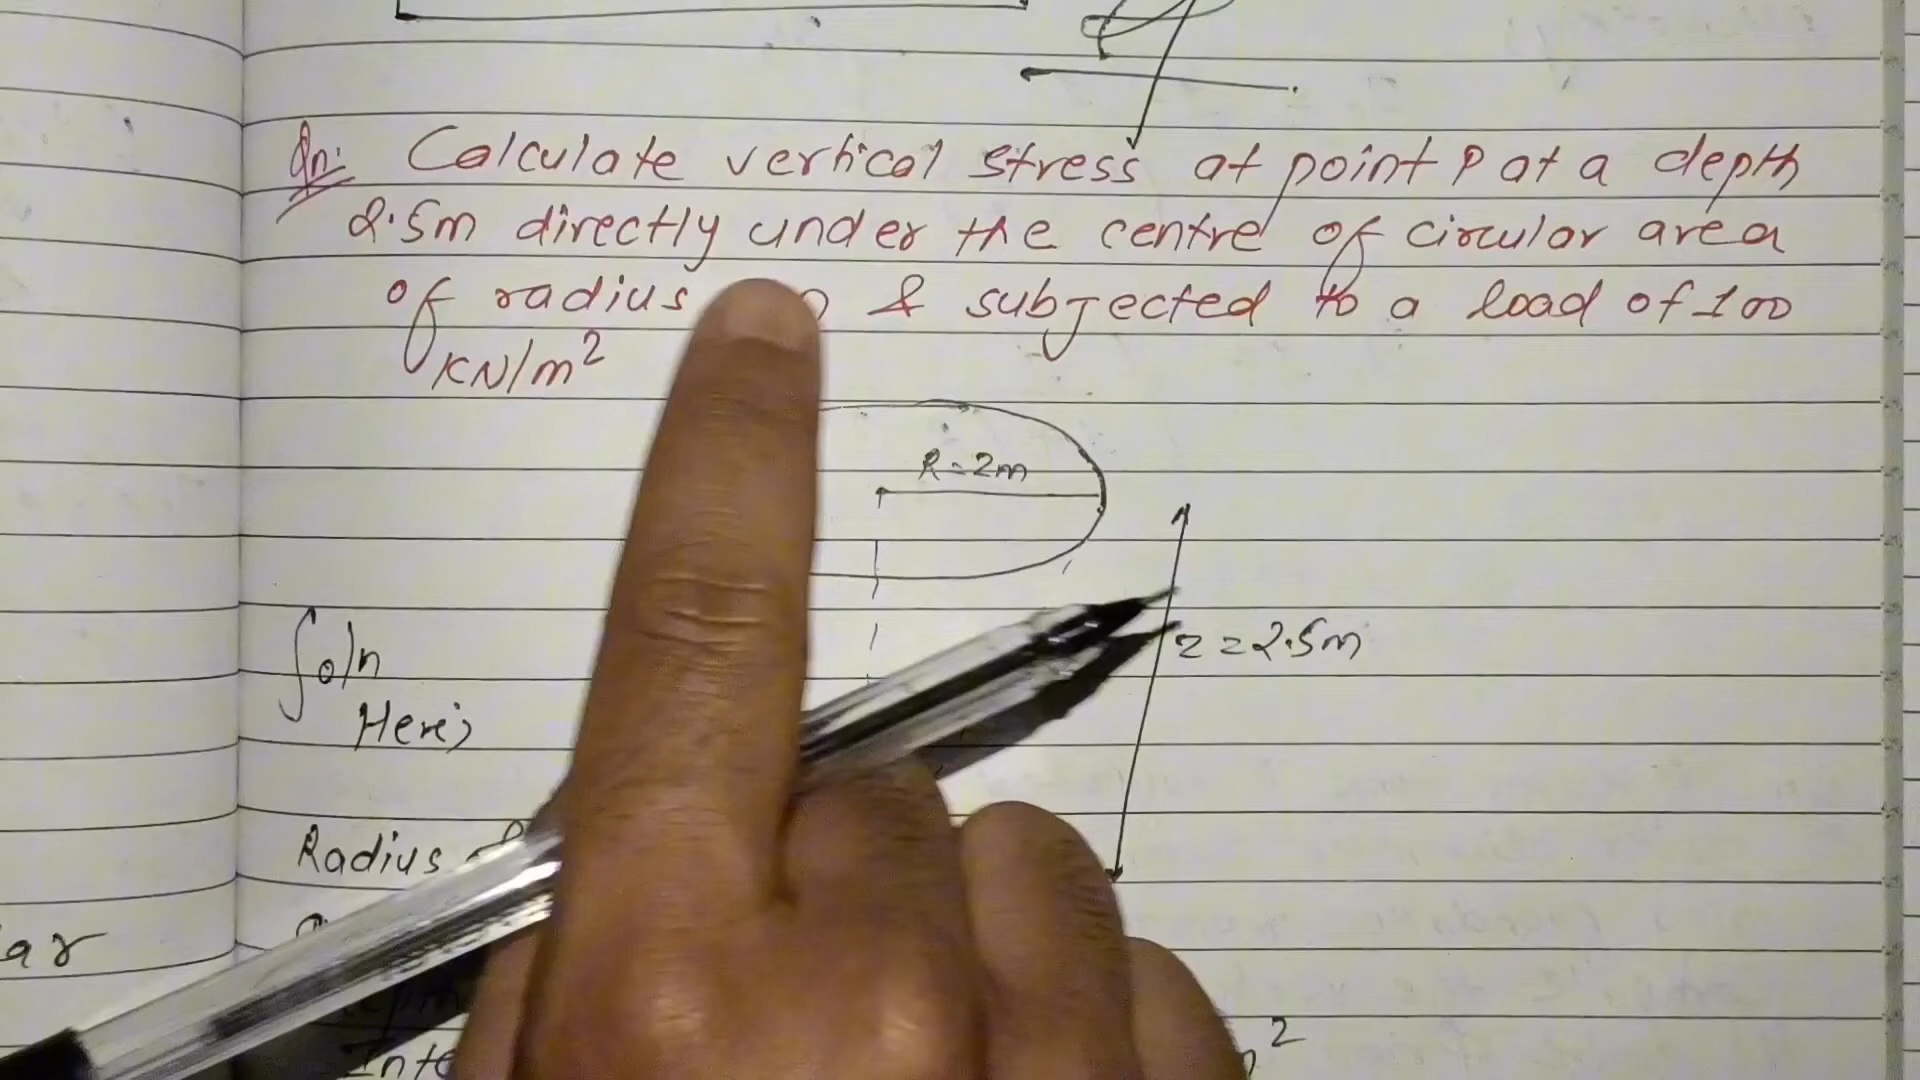 Qn: Calculate vertical stress at point P at a depth
2.5m directly under the centre of circular area
of radius & subjected to a load of 100
KN/m²
R=2m
z=2.5m
Soln
Here,
Radius
ar